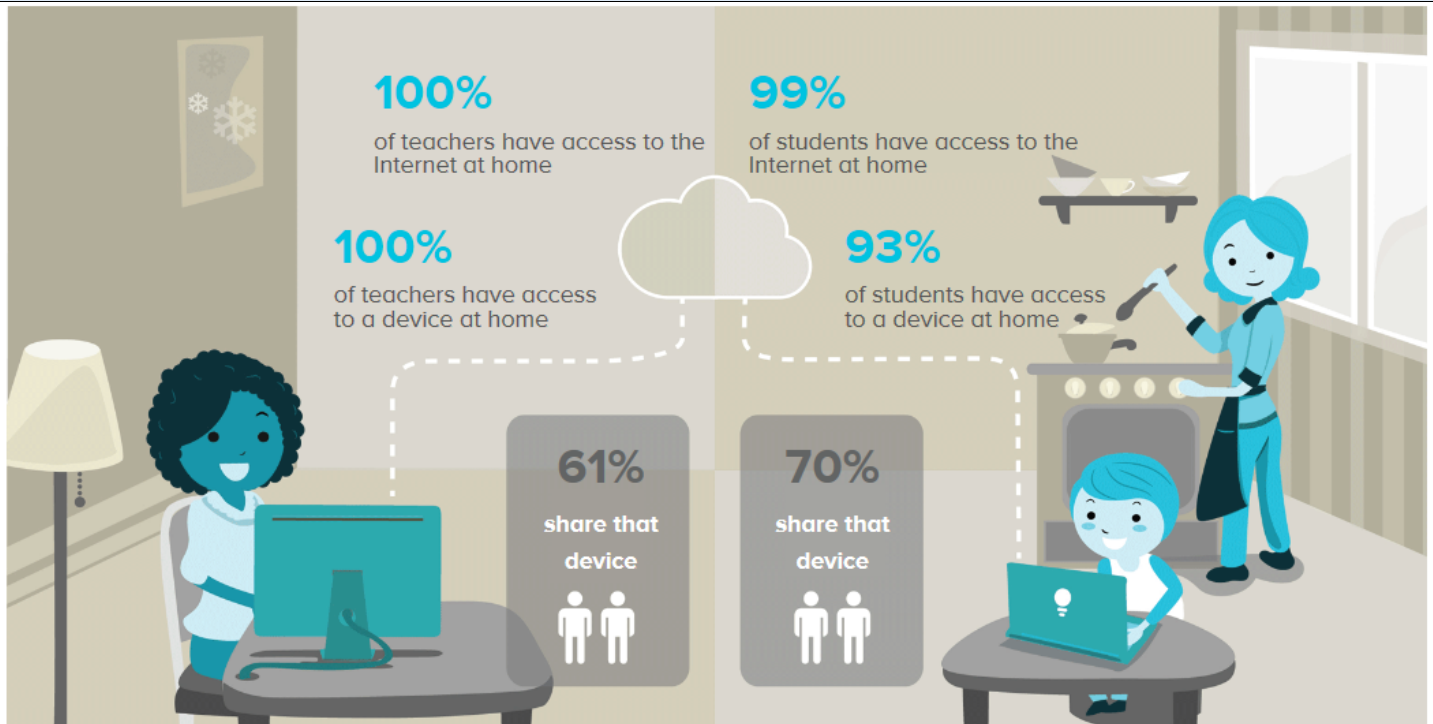 100%
of teachers have access to the
Internet at home
99%
of students have access to the
Internet at home
100%
of teachers have access
to a device at home
93%
of students have access
to a device at home
61%
share that
device
70%
share that
device